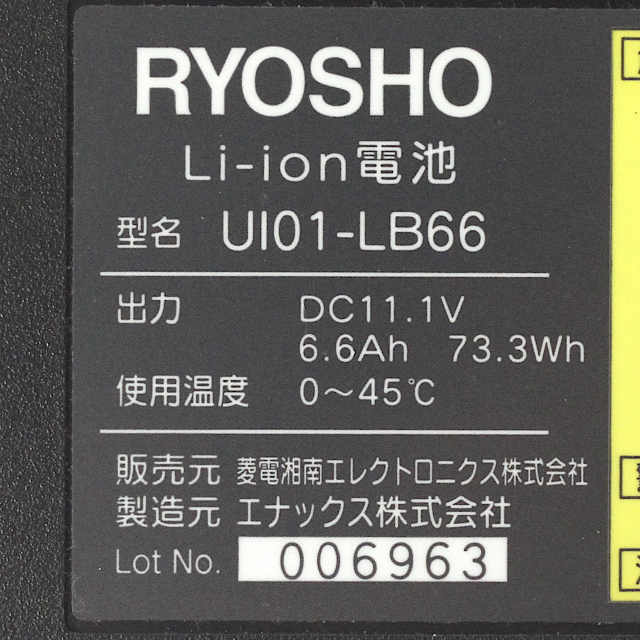 RYOSHO
Li-ion電池
型名 UI01-LB66
出力 DC11.1V
6.6Ah 73.3Wh
使用温度 0～45℃
販売元 菱電湘南エレクトロニクス株式会社
製造元 エナックス株式会社
Lot No. 006963